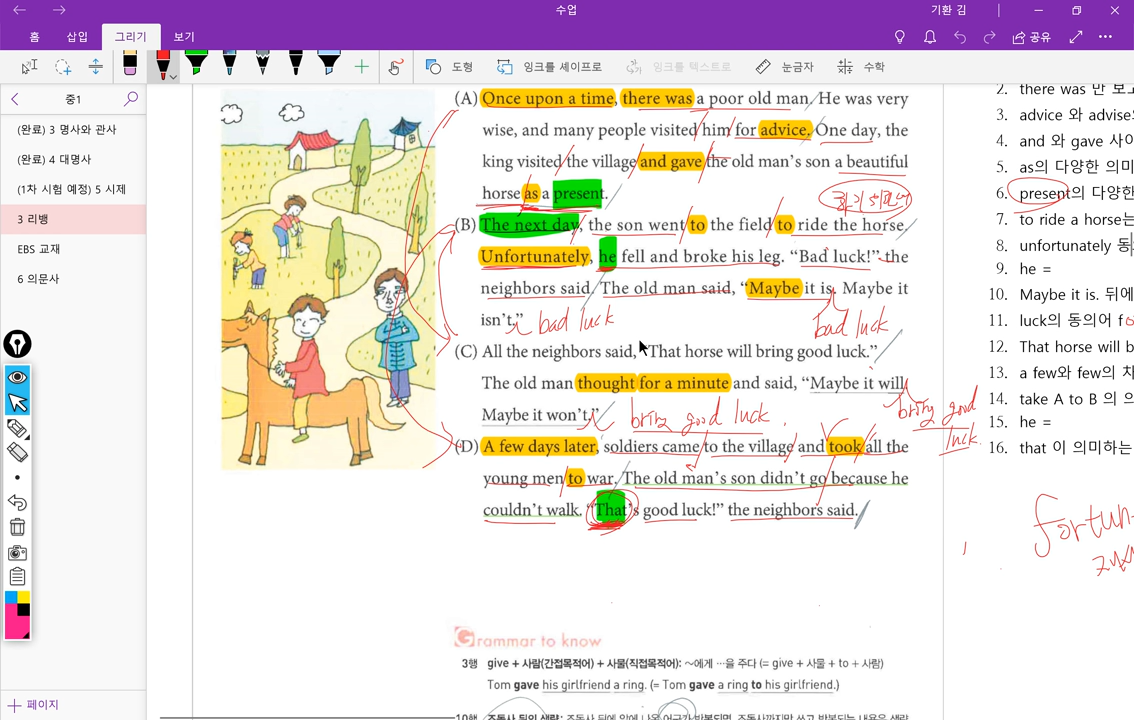 수업
기환 김
홈 삽입 그리기 보기
도형 잉크를 셰이프로 잉크를 텍스트로 눈금자 수학 공유
중1
(완료) 3 명사와 관사
(완료) 4 대명사
(1차 시험 예정) 5 시제
3 리뱅
EBS 교재
6 의문사
페이지
(A) Once upon a time, there was a poor old man. He was very
wise, and many people visited him for advice. One day, the
king visited the village and gave the old man's son a beautiful
horse as a present.
(B) The next day, the son went to the field to ride the horse.
Unfortunately, he fell and broke his leg. "Bad luck!" the
neighbors said. The old man said, "Maybe it is. Maybe it
isn't."
bad luck
bad luck
(C) All the neighbors said, "That horse will bring good luck."
The old man thought for a minute and said, "Maybe it will.
Maybe it won't."
bring good luck
bring good
luck.
(D) A few days later, soldiers came to the village and took all the
young men to war. The old man's son didn't go because he
couldn't walk. "That's good luck!" the neighbors said.
Grammar to know
3행 give + 사람(간접목적어) + 사물(직접목적어): ~에게 …을 주다 (= give + 사물 + to + 사람)
Tom gave his girlfriend a ring. (= Tom gave a ring to his girlfriend.)
2. there was 만 보고
3. advice 와 advise
4. and 와 gave 사이
5. as의 다양한 의미
6. present의 다양한
7. to ride a horse는
8. unfortunately 동
9. he =
10. Maybe it is. 뒤에
11. luck의 동의어 fo
12. That horse will b
13. a few와 few의 차
14. take A to B 의 의
15. he =
16. that 이 의미하는
fortun